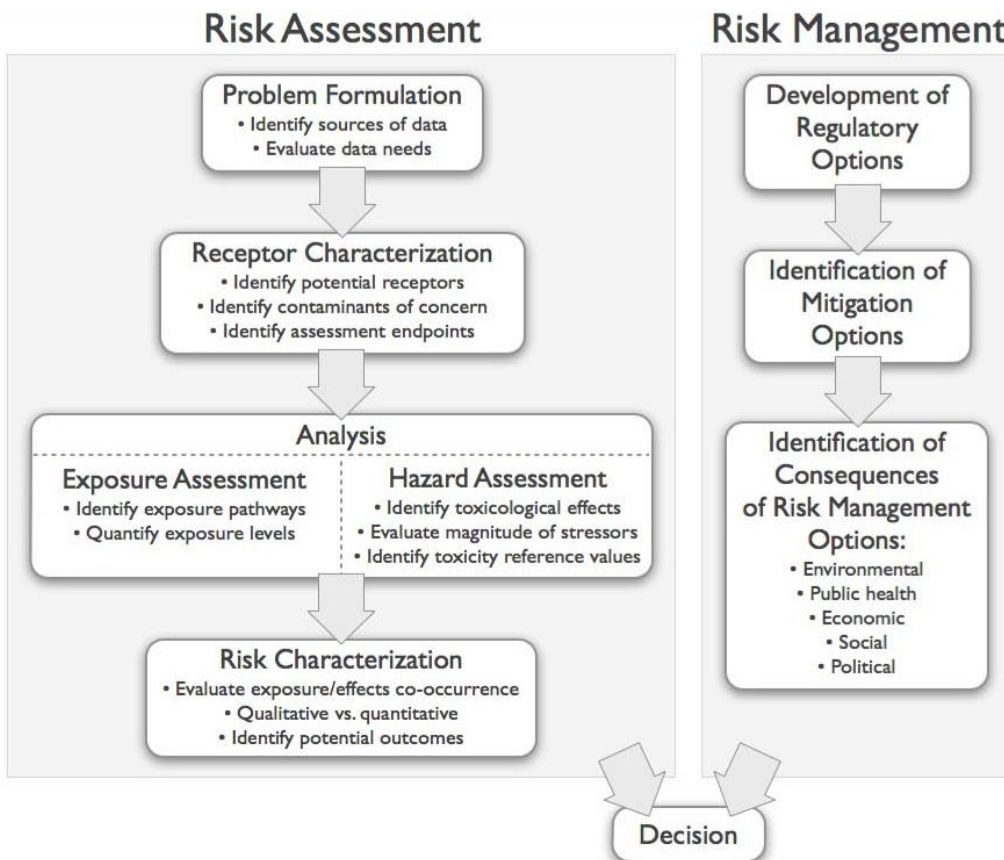 Risk Assessment
Problem Formulation
• Identify sources of data
• Evaluate data needs
Receptor Characterization
• Identify potential receptors
• Identify contaminants of concern
• Identify assessment endpoints
Analysis
Exposure Assessment
• Identify exposure pathways
• Quantify exposure levels
Hazard Assessment
• Identify toxicological effects
• Evaluate magnitude of stressors
• Identify toxicity reference values
Risk Characterization
• Evaluate exposure/effects co-occurrence
• Qualitative vs. quantitative
• Identify potential outcomes
Risk Management
Development of
Regulatory
Options
Identification of
Mitigation
Options
Identification of
Consequences
of Risk Management
Options:
• Environmental
• Public health
• Economic
• Social
• Political
Decision